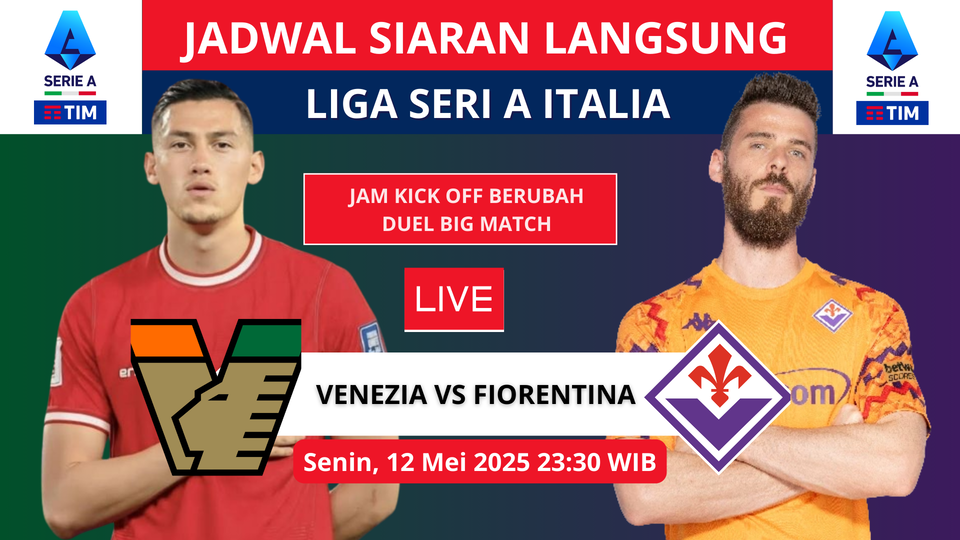 JADWAL SIARAN LANGSUNG
LIGA SERI A ITALIA
SERIE A
TIM
SERIE A
TIM
JAM KICK OFF BERUBAH
DUEL BIG MATCH
LIVE
VENEZIA VS FIORENTINA
Senin, 12 Mei 2025 23:30 WIB